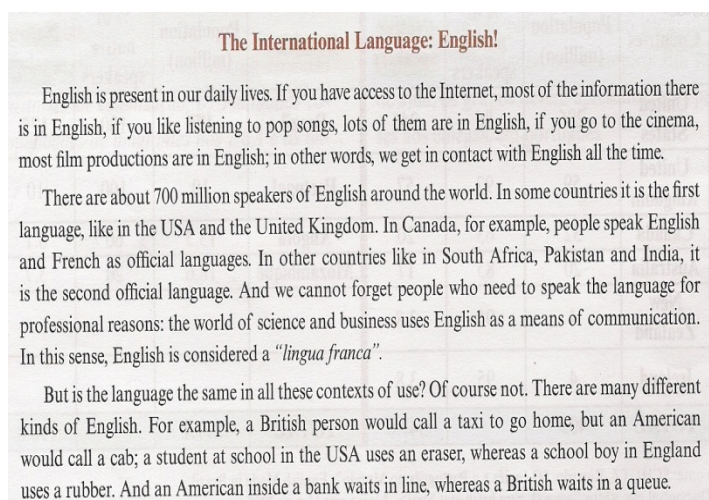 The International Language: English!
English is present in our daily lives. If you have access to the Internet, most of the information there
is in English, if you like listening to pop songs, lots of them are in English, if you go to the cinema,
most film productions are in English; in other words, we get in contact with English all the time.
There are about 700 million speakers of English around the world. In some countries it is the first
language, like in the USA and the United Kingdom. In Canada, for example, people speak English
and French as official languages. In other countries like in South Africa, Pakistan and India, it
is the second official language. And we cannot forget people who need to speak the language for
professional reasons: the world of science and business uses English as a means of communication.
In this sense, English is considered a “lingua franca”.
But is the language the same in all these contexts of use? Of course not. There are many different
kinds of English. For example, a British person would call a taxi to go home, but an American
would call a cab; a student at school in the USA uses an eraser, whereas a school boy in England
uses a rubber. And an American inside a bank waits in line, whereas a British waits in a queue.